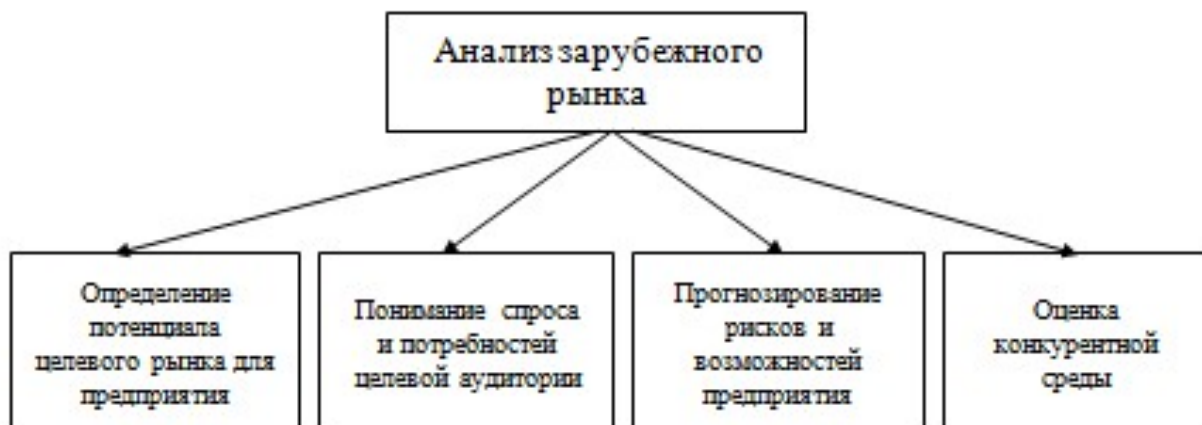 Анализ зарубежного
рынка
Определение
потенциала
целевого рынка для
предприятия
Понимание спроса
и потребностей
целевой аудитории
Прогнозирование
рисков и
возможностей
предприятия
Оценка
конкурентной
среды